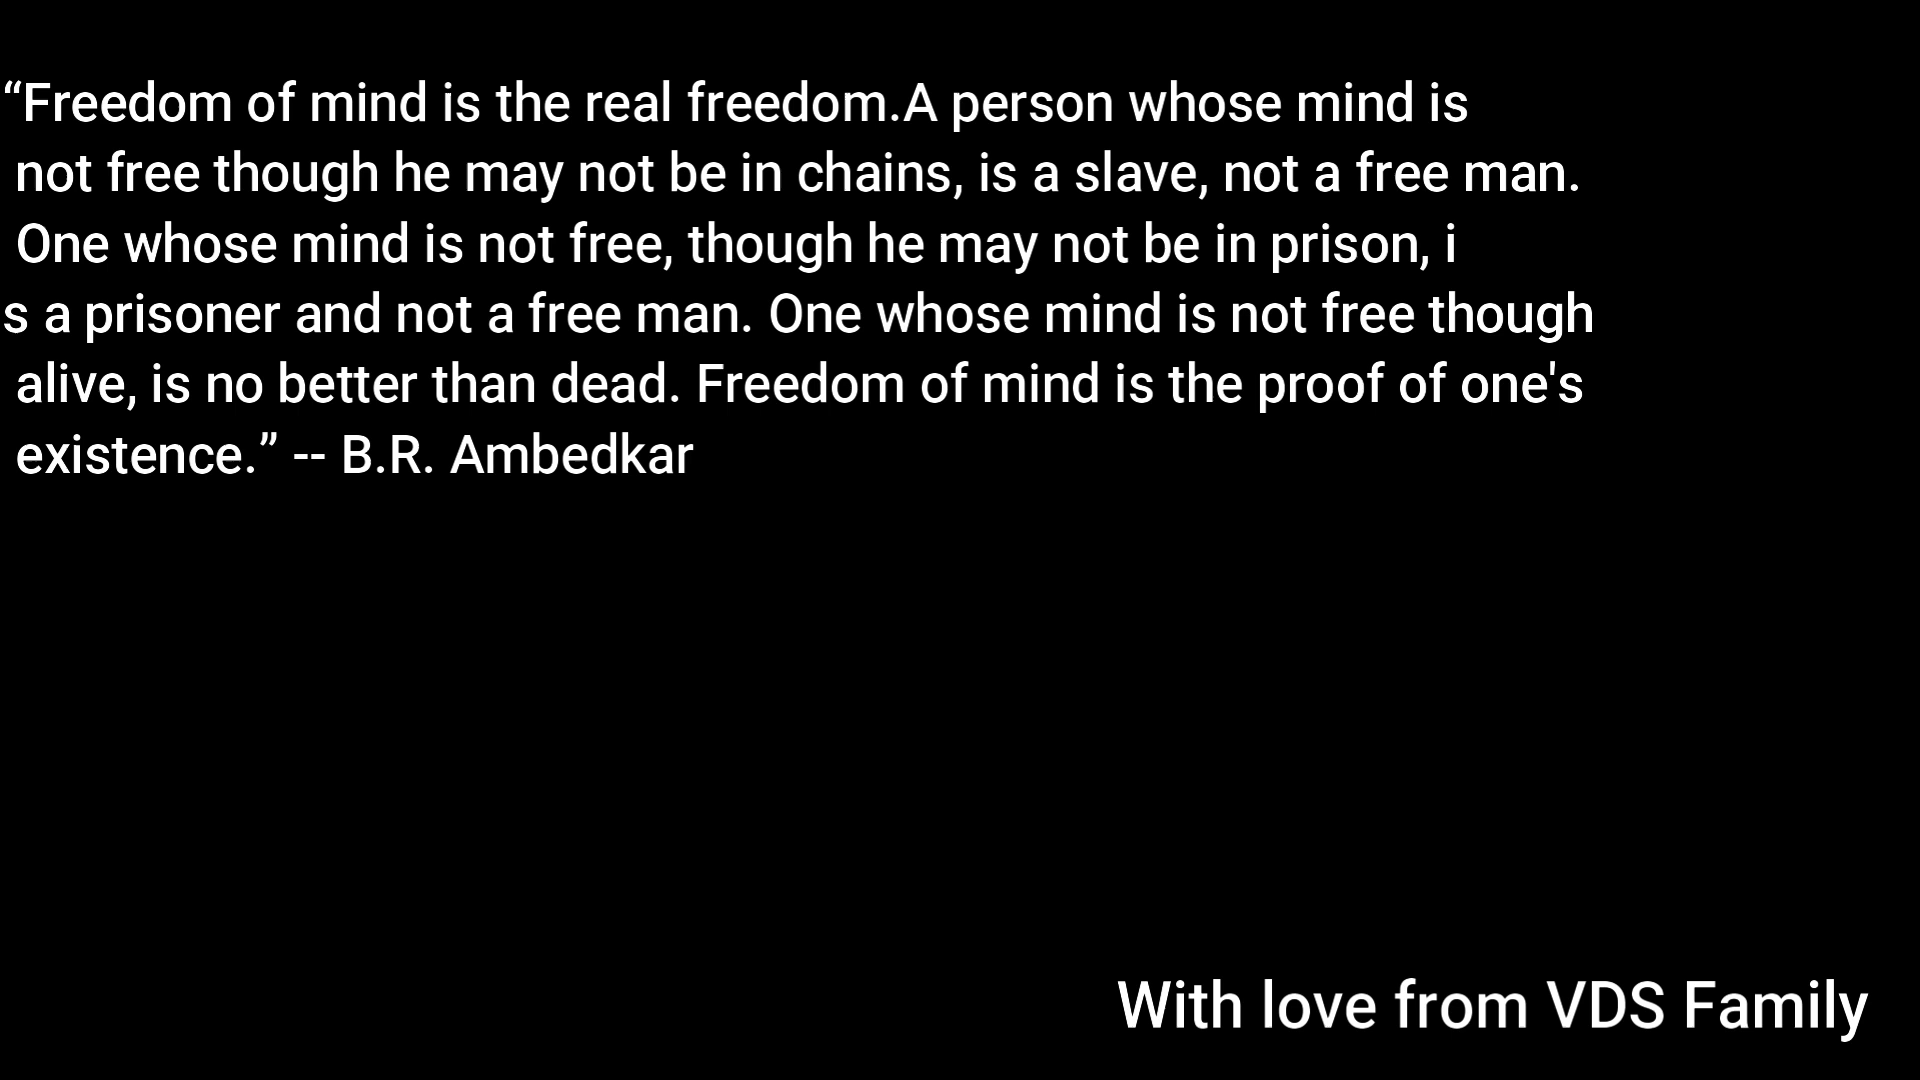 “Freedom of mind is the real freedom.A person whose mind is
not free though he may not be in chains, is a slave, not a free man.
One whose mind is not free, though he may not be in prison, i
s a prisoner and not a free man. One whose mind is not free though
alive, is no better than dead. Freedom of mind is the proof of one's
existence.” -- B.R. Ambedkar
With love from VDS Family